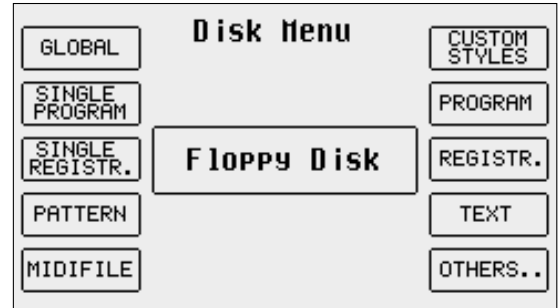 Disk Menu
GLOBAL
CUSTOM
STYLES
SINGLE
PROGRAM
PROGRAM
SINGLE
REGISTR.
Floppy Disk
REGISTR.
PATTERN
TEXT
MIDIFILE
OTHERS..